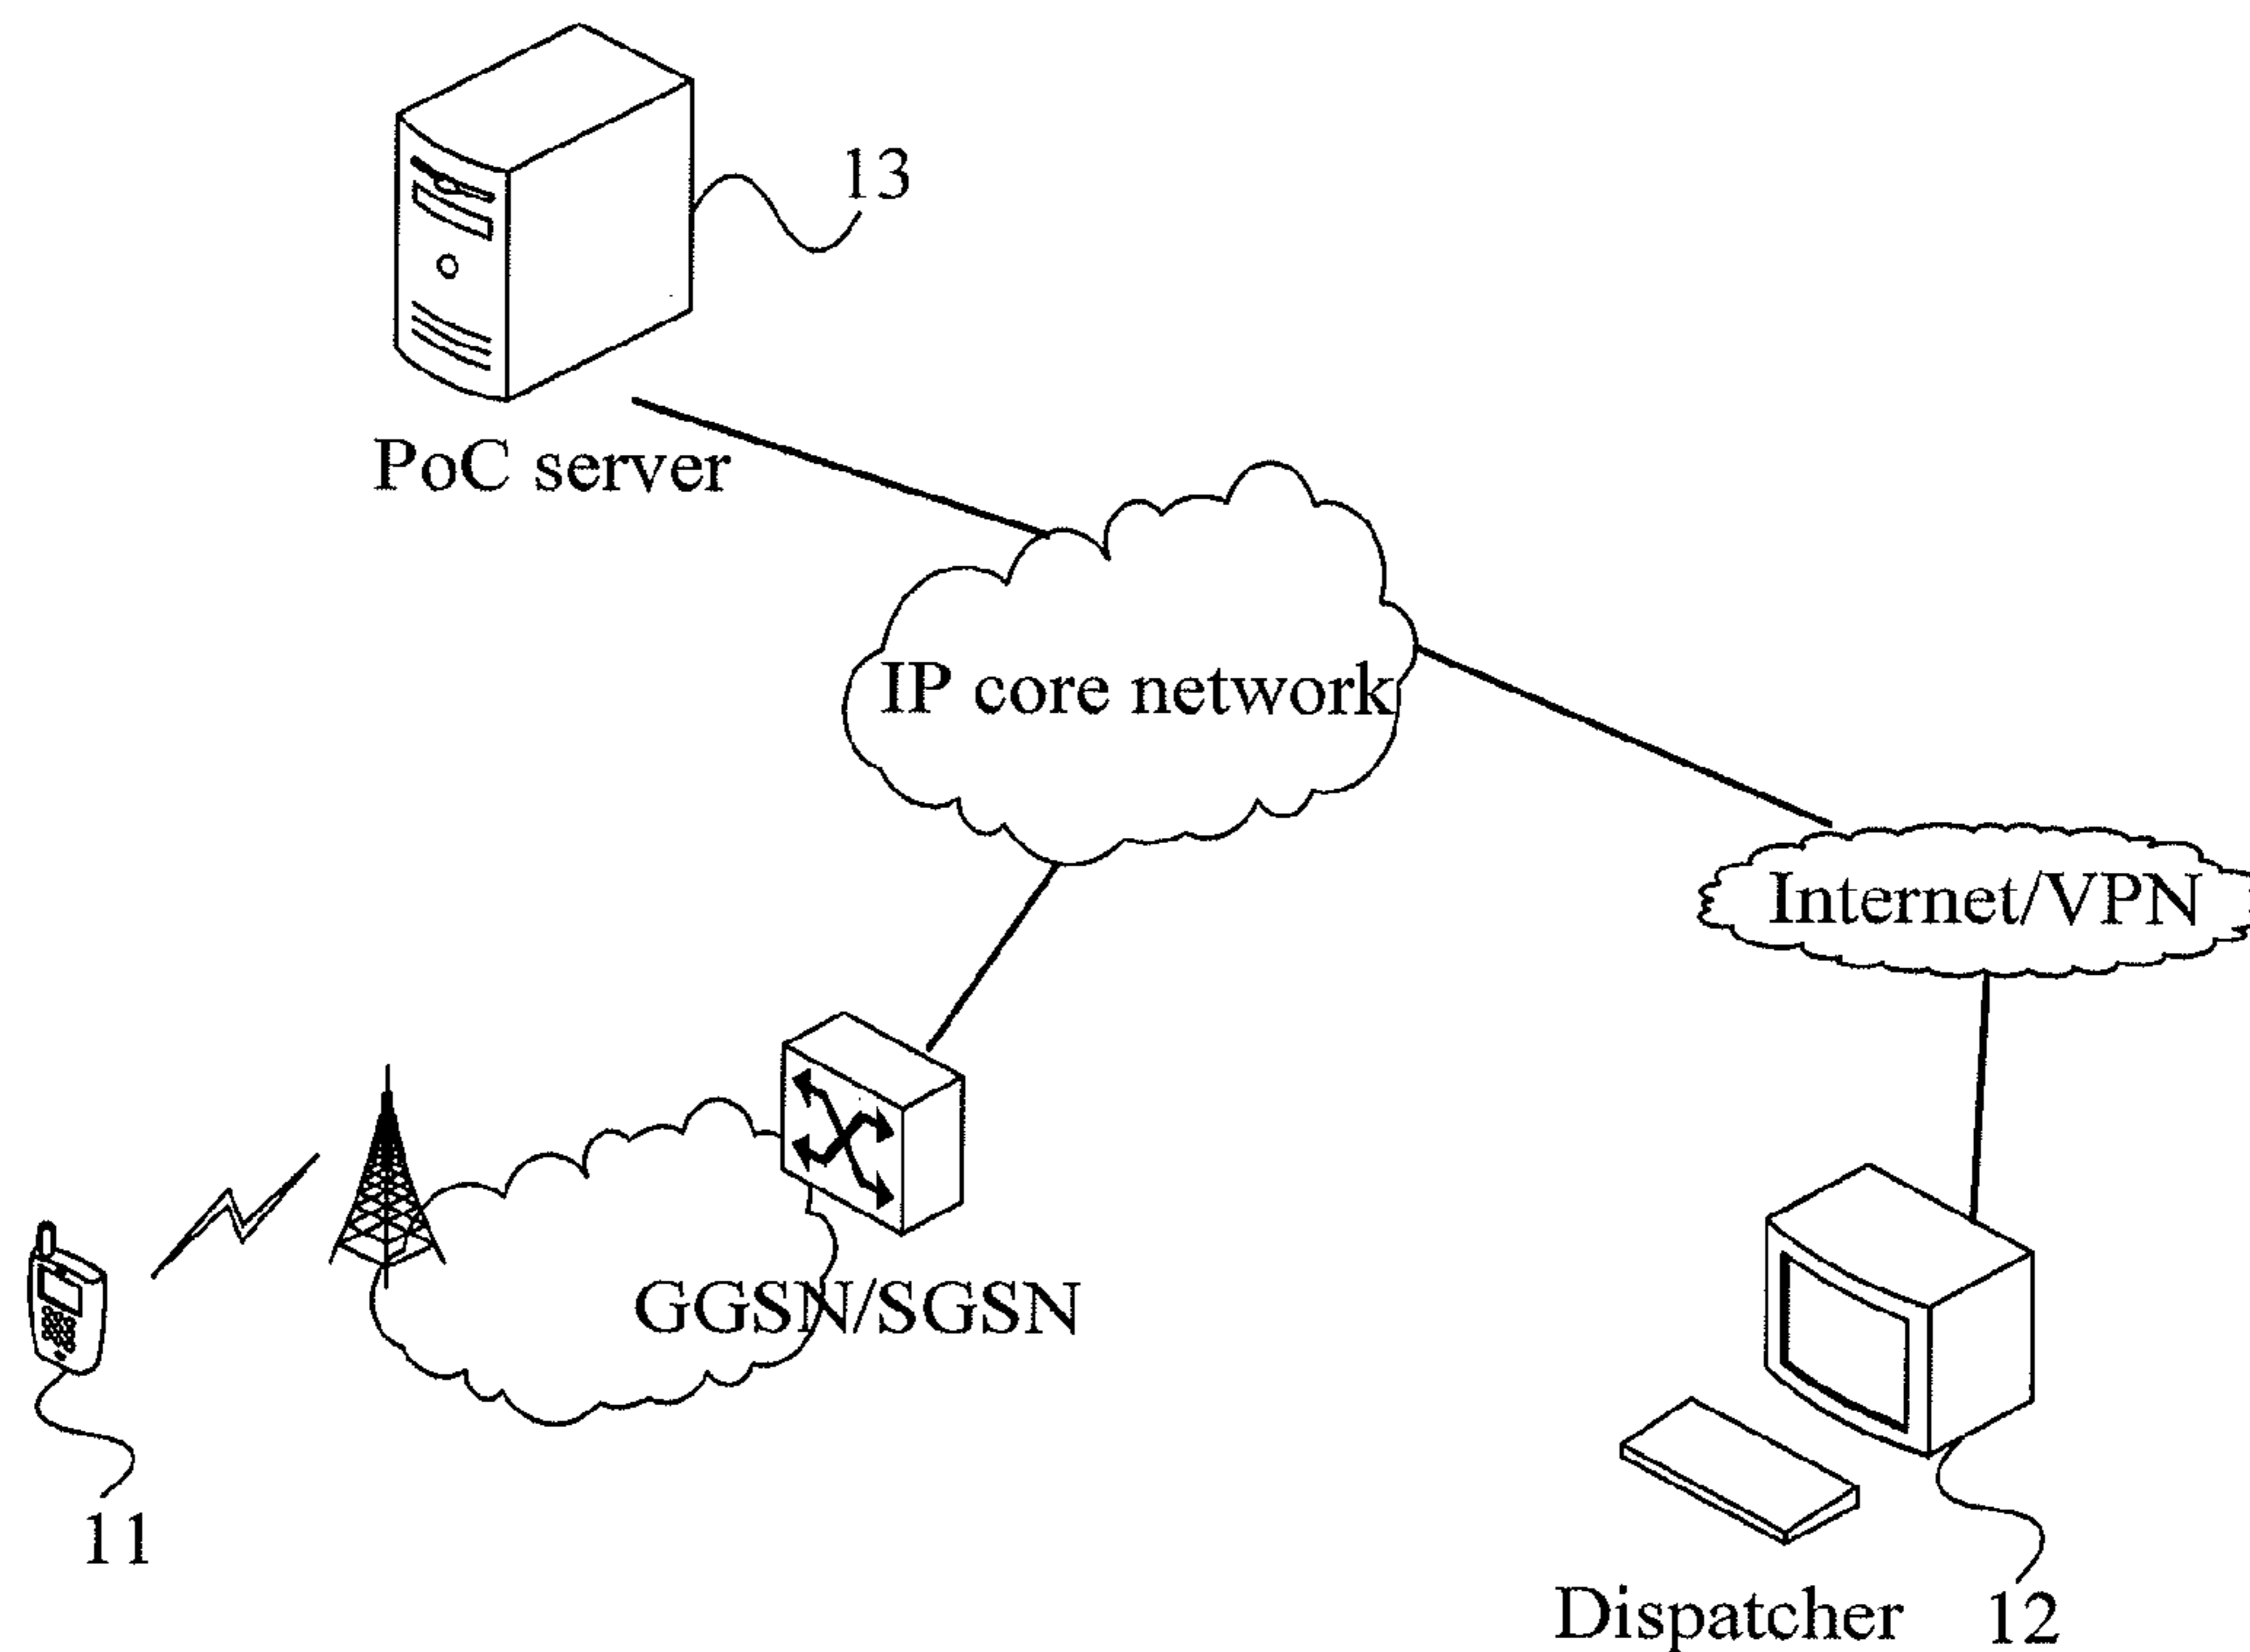 13
PoC server
IP core network
Internet/VPN
GGSN/SGSN
11
Dispatcher 12